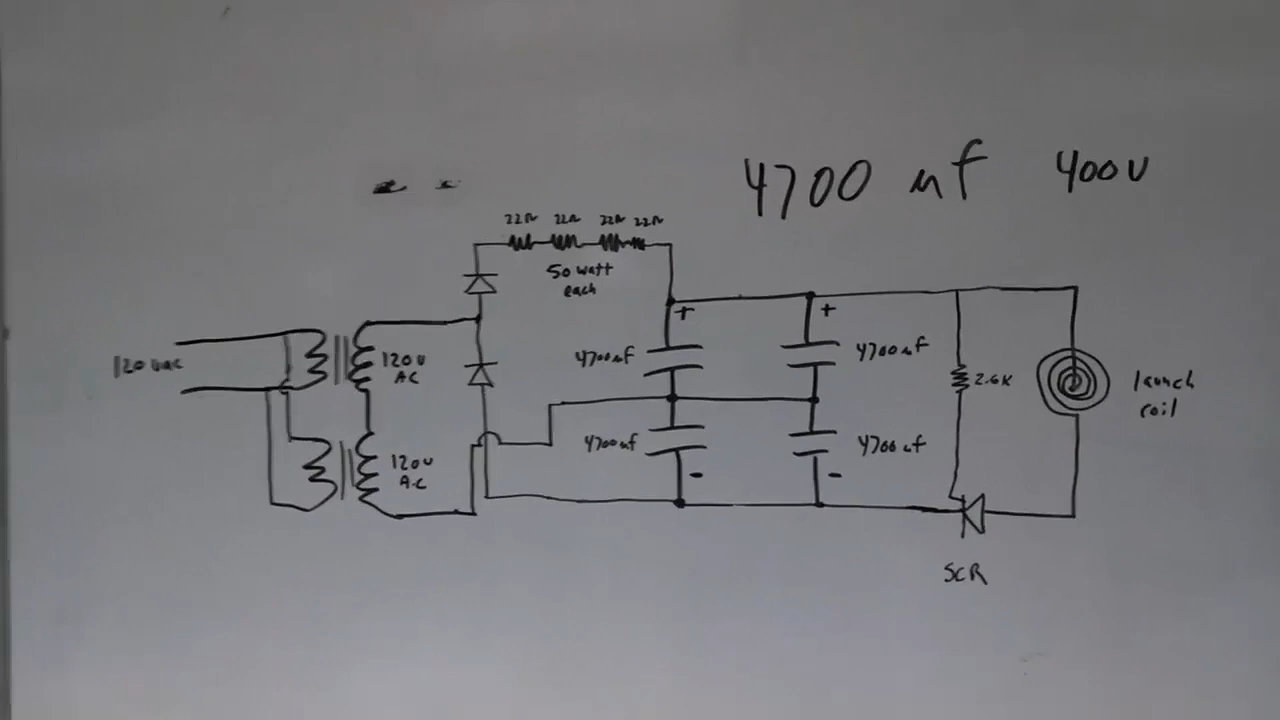 4700 uf 400v
22Ω 22Ω 22Ω 22Ω
50 watt
each
120 vac
120v
AC
120v
AC
+
+
4700uf
4700uf
4700uf
4700uf
-
-
2.6K
launch
coil
SCR